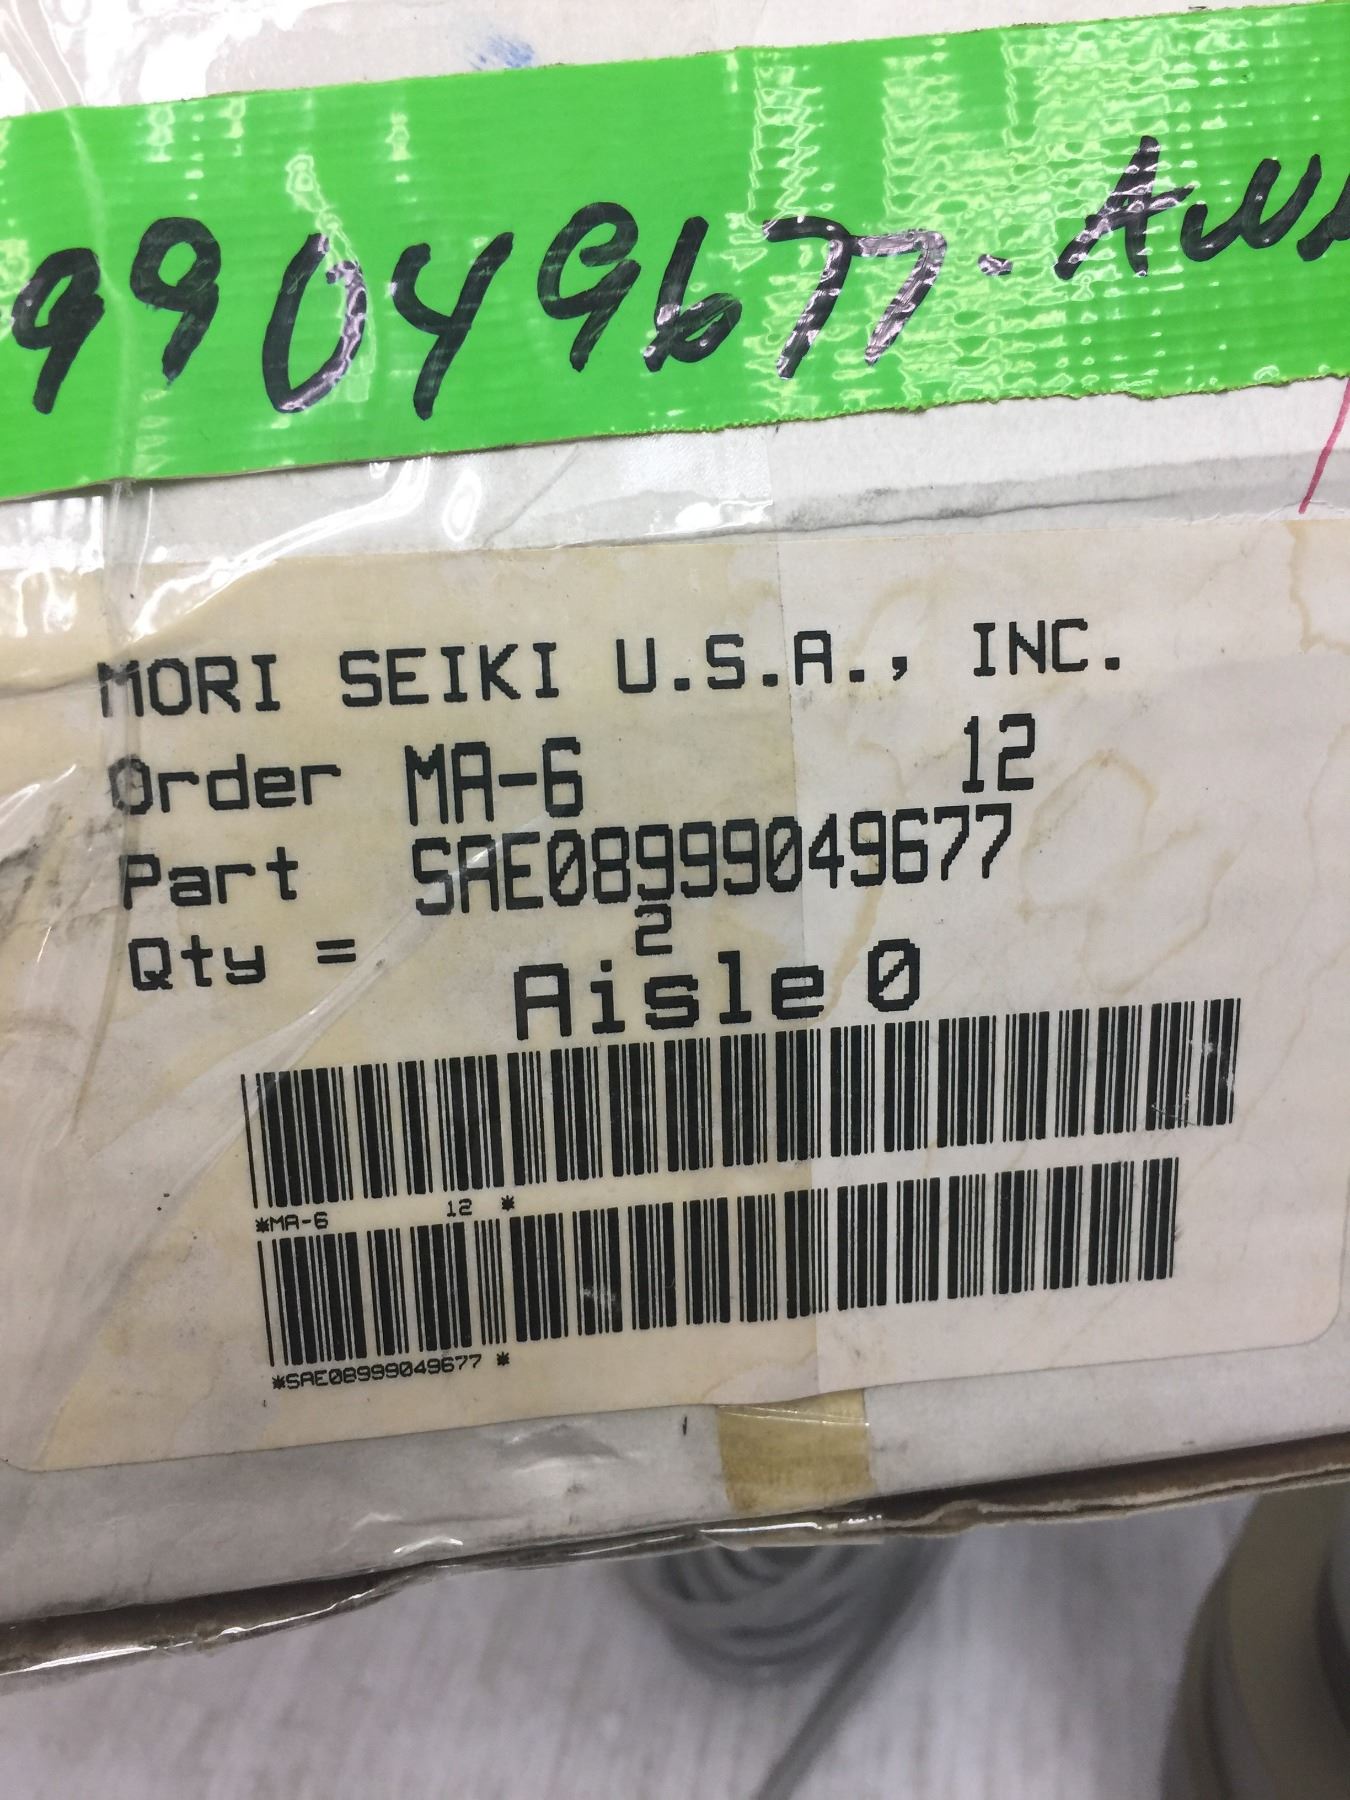 99049677-
MORI SEIKI U.S.A., INC.
Order MA-6 12
Part SAE08999049677
Qty = 2
Aisle 0
*MA-6 12 *
*SAE08999049677 *